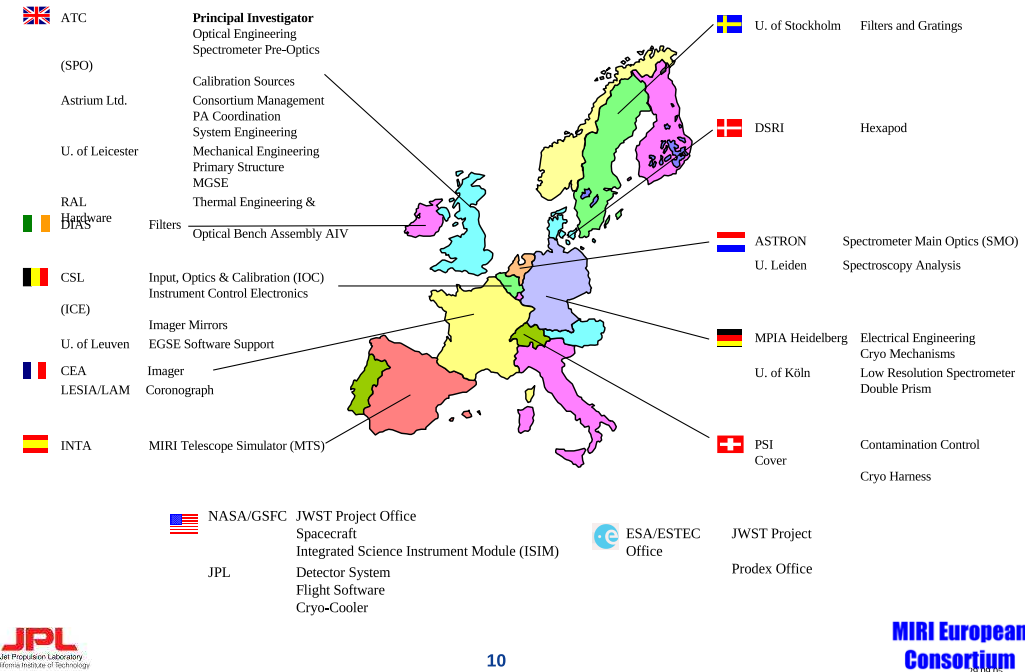 ATC Principal Investigator
Optical Engineering
Spectrometer Pre-Optics
(SPO)
Calibration Sources
Astrium Ltd. Consortium Management
PA Coordination
System Engineering
U. of Leicester Mechanical Engineering
Primary Structure
MGSE
RAL Thermal Engineering &
Hardware
DIAS Filters
Optical Bench Assembly AIV
CSL Input, Optics & Calibration (IOC)
Instrument Control Electronics
(ICE)
Imager Mirrors
U. of Leuven EGSE Software Support
CEA Imager
LESIA/LAM Coronograph
INTA MIRI Telescope Simulator (MTS)
U. of Stockholm Filters and Gratings
DSRI Hexapod
ASTRON Spectrometer Main Optics (SMO)
U. Leiden Spectroscopy Analysis
MPIA Heidelberg Electrical Engineering
Cryo Mechanisms
U. of Köln Low Resolution Spectrometer
Double Prism
PSI Contamination Control
Cover
Cryo Harness
NASA/GSFC JWST Project Office
Spacecraft
Integrated Science Instrument Module (ISIM)
JPL Detector System
Flight Software
Cryo-Cooler
ESA/ESTEC JWST Project
Office
Prodex Office
JPL
Jet Propulsion Laboratory
lifornia Institute of Technology
10
MIRI European
Consortium